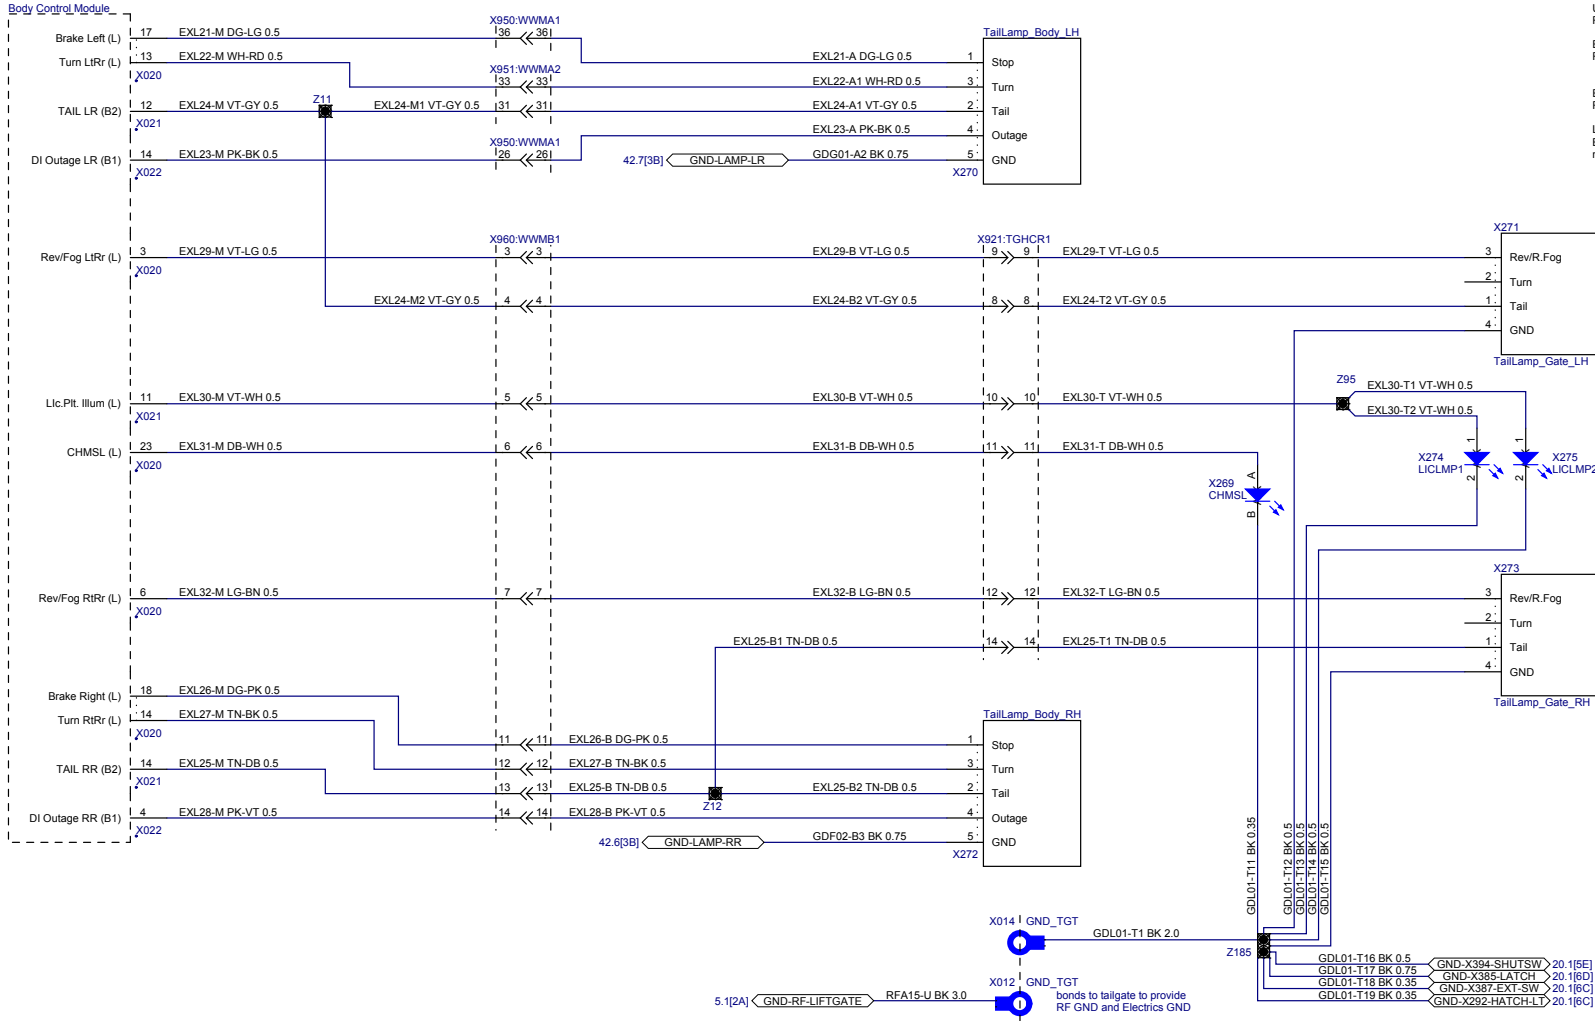 Body Control Module
X950:WWMA1
Brake Left (L) 17 EXL21-M DG-LG 0.5 36 36 EXL21-A DG-LG 0.5 1 Stop
TailLamp_Body_LH
Turn LtRr (L) 13 EXL22-M WH-RD 0.5
X020
X951:WWMA2
33 33 EXL22-A1 WH-RD 0.5 3 Turn
Z11
TAIL LR (B2) 12 EXL24-M VT-GY 0.5 EXL24-M1 VT-GY 0.5 31 31 EXL24-A1 VT-GY 0.5 2 Tail
X021
EXL23-A PK-BK 0.5 4 Outage
X950:WWMA1
DI Outage LR (B1) 14 EXL23-M PK-BK 0.5 26 26
X022
42.7[3B] GND-LAMP-LR GDG01-A2 BK 0.75 5 GND
X270
X960:WWMB1
X921:TGHCR1
X271
Rev/Fog LtRr (L) 3 EXL29-M VT-LG 0.5 3 3 EXL29-B VT-LG 0.5 9 9 EXL29-T VT-LG 0.5 3 Rev/R.Fog
X020
2 Turn
EXL24-M2 VT-GY 0.5 4 4 EXL24-B2 VT-GY 0.5 8 8 EXL24-T2 VT-GY 0.5 1 Tail
4 GND
TailLamp_Gate_LH
Z95
EXL30-T1 VT-WH 0.5
LIc.Plt. Illum (L) 11 EXL30-M VT-WH 0.5 5 5 EXL30-B VT-WH 0.5 10 10 EXL30-T VT-WH 0.5
X021
EXL30-T2 VT-WH 0.5
CHMSL (L) 23 EXL31-M DB-WH 0.5 6 6 EXL31-B DB-WH 0.5 11 11 EXL31-T DB-WH 0.5
X020
1 1
X274
LICLMP1
X275
LICLMP2
2 2
A
X269
CHMSL
B
X273
Rev/Fog RtRr (L) 6 EXL32-M LG-BN 0.5 7 7 EXL32-B LG-BN 0.5 12 12 EXL32-T LG-BN 0.5 3 Rev/R.Fog
X020
2 Turn
EXL25-B1 TN-DB 0.5 14 14 EXL25-T1 TN-DB 0.5 1 Tail
4 GND
TailLamp_Gate_RH
Brake Right (L) 18 EXL26-M DG-PK 0.5
Turn RtRr (L) 14 EXL27-M TN-BK 0.5
X020
TailLamp_Body_RH
11 11 EXL26-B DG-PK 0.5 1 Stop
TAIL RR (B2) 14 EXL25-M TN-DB 0.5
X021
12 12 EXL27-B TN-BK 0.5 3 Turn
13 13 EXL25-B TN-DB 0.5 EXL25-B2 TN-DB 0.5 2 Tail
Z12
DI Outage RR (B1) 4 EXL28-M PK-VT 0.5 14 14 EXL28-B PK-VT 0.5 4 Outage
X022
42.6[3B] GND-LAMP-RR GDF02-B3 BK 0.75 5 GND
X272
GDL01-T11 BK 0.35
GDL01-T12 BK 0.5
GDL01-T13 BK 0.5
GDL01-T14 BK 0.5
GDL01-T15 BK 0.5
X014 GND_TGT
GDL01-T1 BK 2.0
Z185
GDL01-T16 BK 0.5 GND-X394-SHUTSW 20.1[5E]
GDL01-T17 BK 0.75 GND-X385-LATCH 20.1[6D]
GDL01-T18 BK 0.35 GND-X387-EXT-SW 20.1[6C]
GDL01-T19 BK 0.35 GND-X292-HATCH-LT 20.1[6C]
X012 GND_TGT
5.1[2A] GND-RF-LIFTGATE RFA15-U BK 3.0
bonds to tailgate to provide
RF GND and Electrics GND